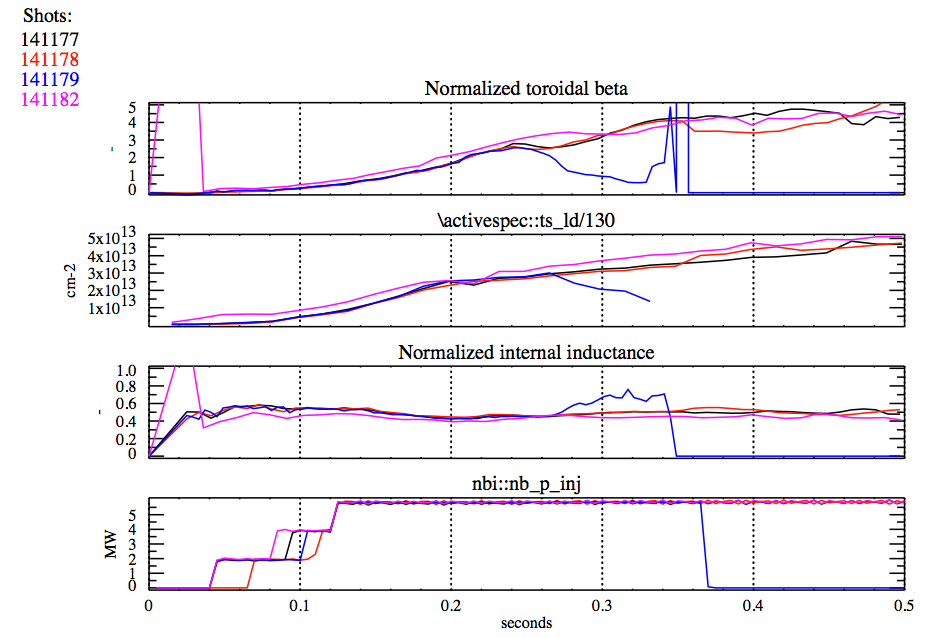 Shots:
141177
141178
141179
141182
Normalized toroidal beta
5
4
3
2
1
0
-
\activespec::ts_ld/130
5x10^13
4x10^13
3x10^13
2x10^13
1x10^13
cm-2
Normalized internal inductance
1.0
0.8
0.6
0.4
0.2
0
-
nbi::nb_p_inj
5
4
3
2
1
0
MW
0 0.1 0.2 0.3 0.4 0.5
seconds